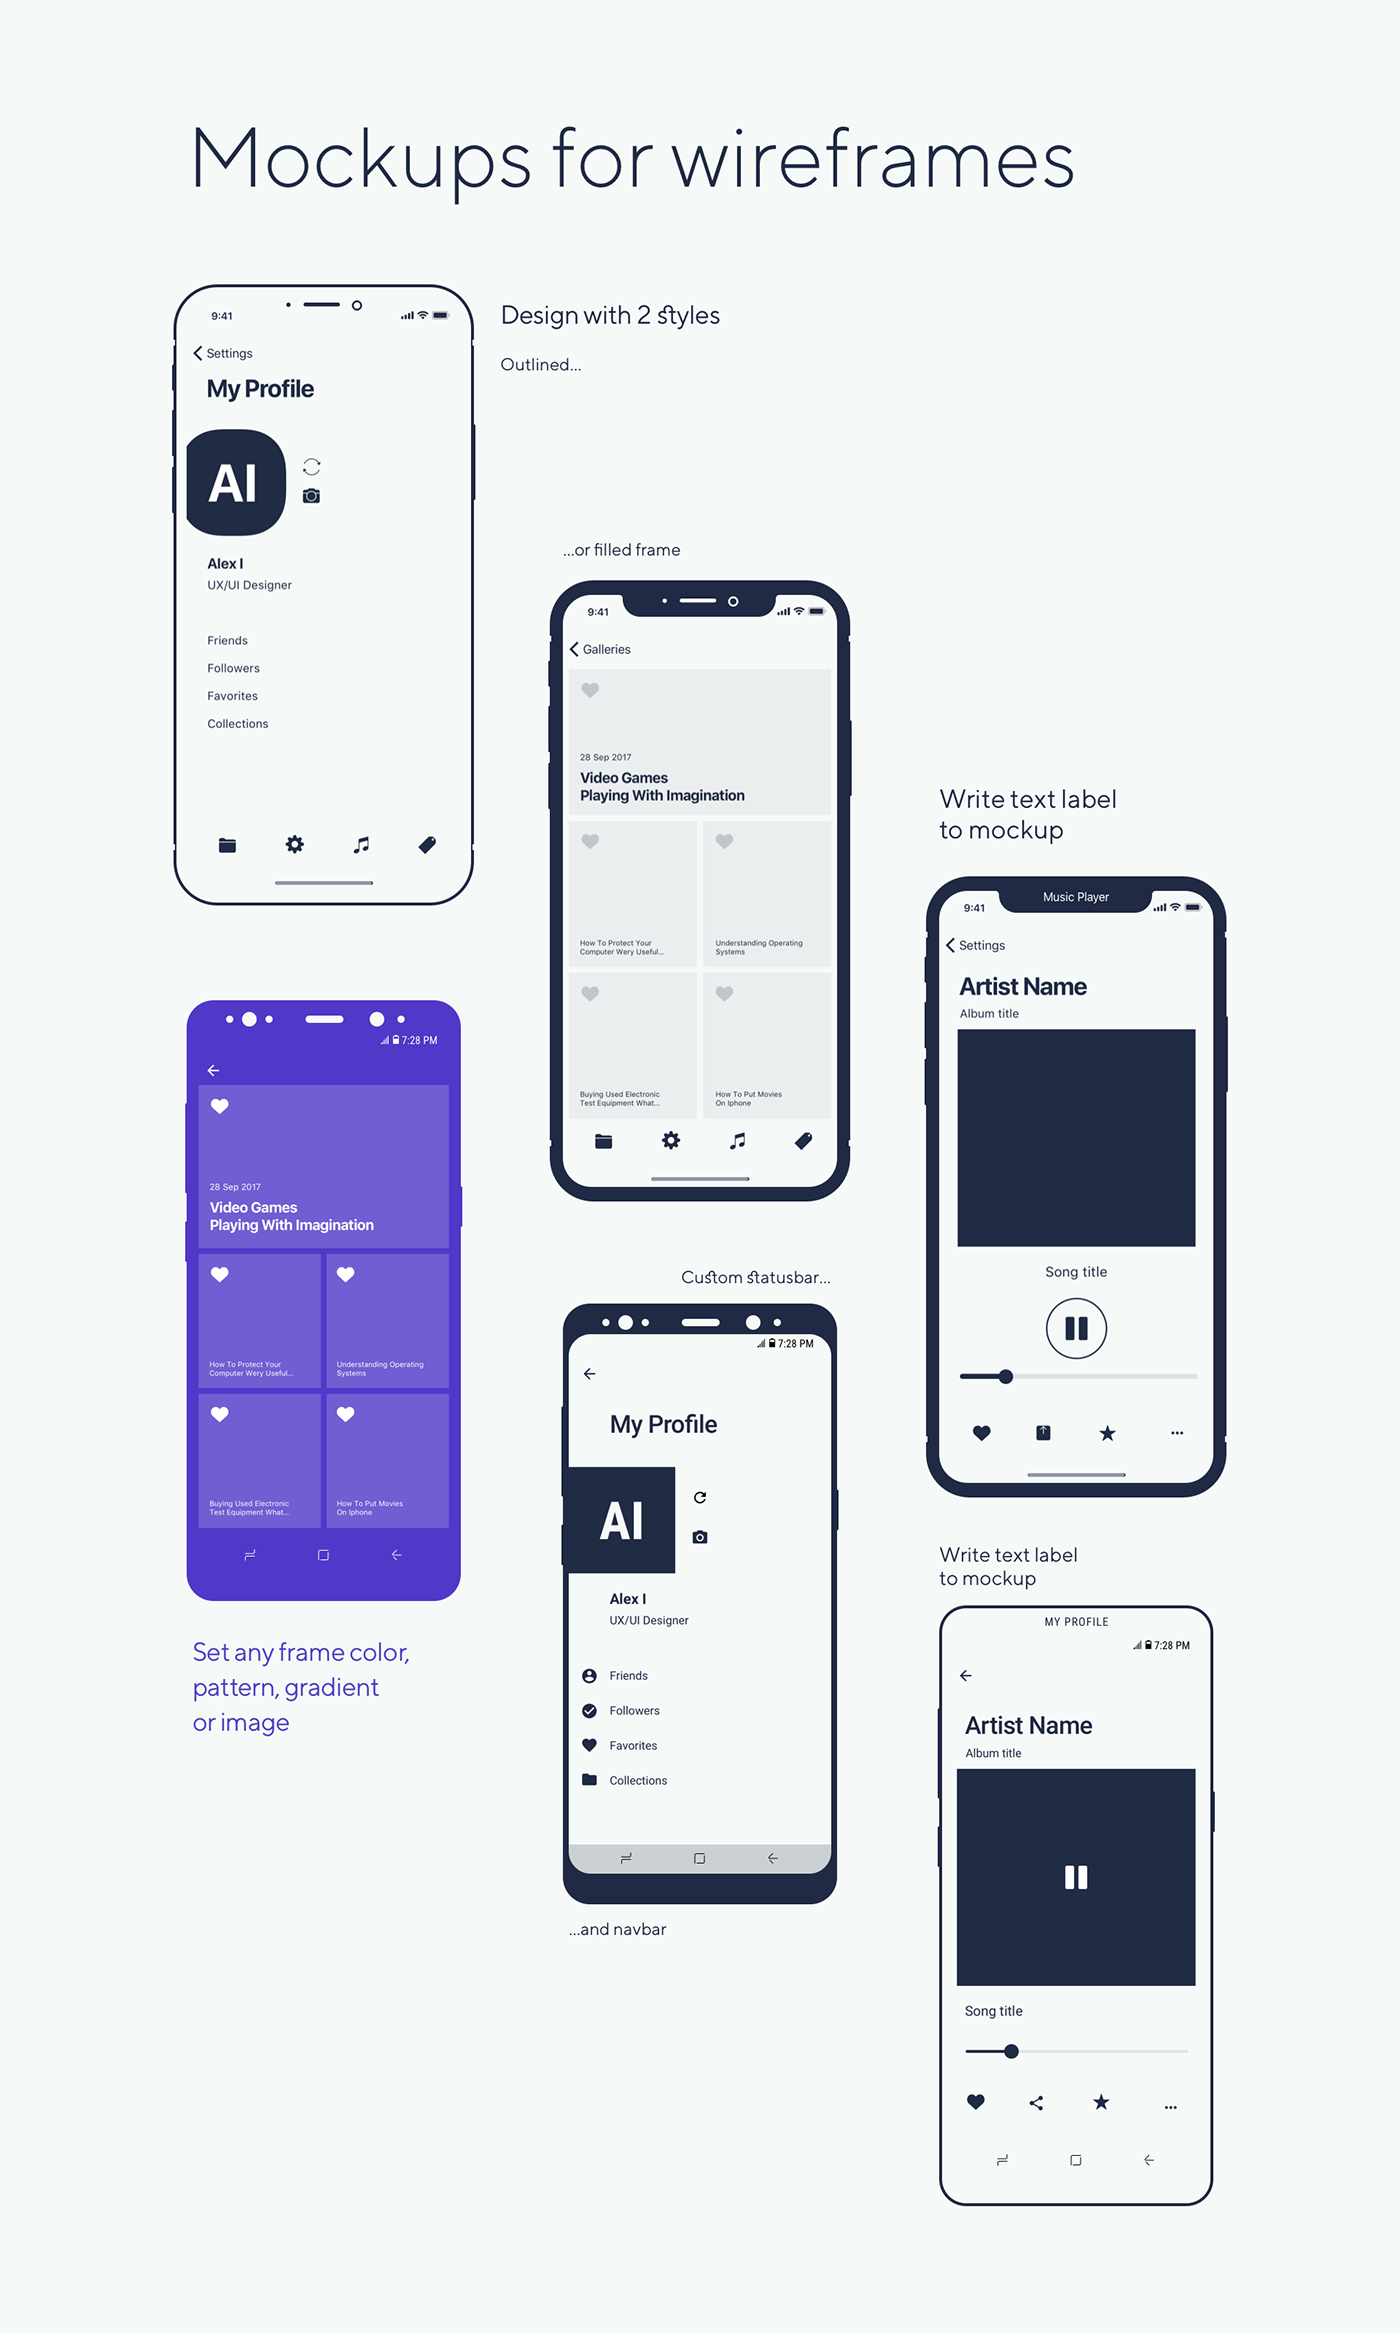 Mockups for wireframes
Design with 2 styles
Outlined...
9:41
Settings
My Profile
AI
Alex I
UX/UI Designer
Friends
Followers
Favorites
Collections
...or filled frame
9:41
Galleries
28 Sep 2017
Video Games
Playing With Imagination
How To Protect Your
Computer Wery Useful...
Understanding Operating
Systems
Buying Used Electronic
Test Equipment What...
How To Put Movies
On Iphone
Write text label
to mockup
Music Player
9:41
Settings
Artist Name
Album title
Song title
7:28 PM
28 Sep 2017
Video Games
Playing With Imagination
How To Protect Your
Computer Wery Useful...
Understanding Operating
Systems
Buying Used Electronic
Test Equipment What...
How To Put Movies
On Iphone
Set any frame color,
pattern, gradient
or image
Custom statusbar...
7:28 PM
My Profile
AI
Alex I
UX/UI Designer
Friends
Followers
Favorites
Collections
...and navbar
Write text label
to mockup
MY PROFILE
7:28 PM
Artist Name
Album title
Song title